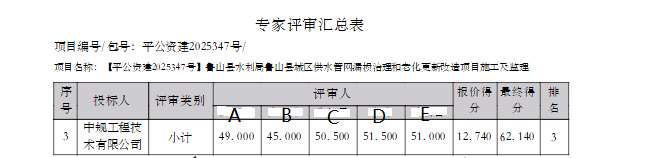 专家评审汇总表
项目编号/包号：平公资建2025347号/
项目名称：【平公资建2025347号】鲁山县水利局鲁山县城区供水管网漏损治理和老化更新改造项目施工及监理
序号 投标人 评审类别 评审人 报价得分 最终得分 排名
A B C D E
3 中规工程技术有限公司 小计 49.000 45.000 50.500 51.500 51.000 12.740 62.140 3